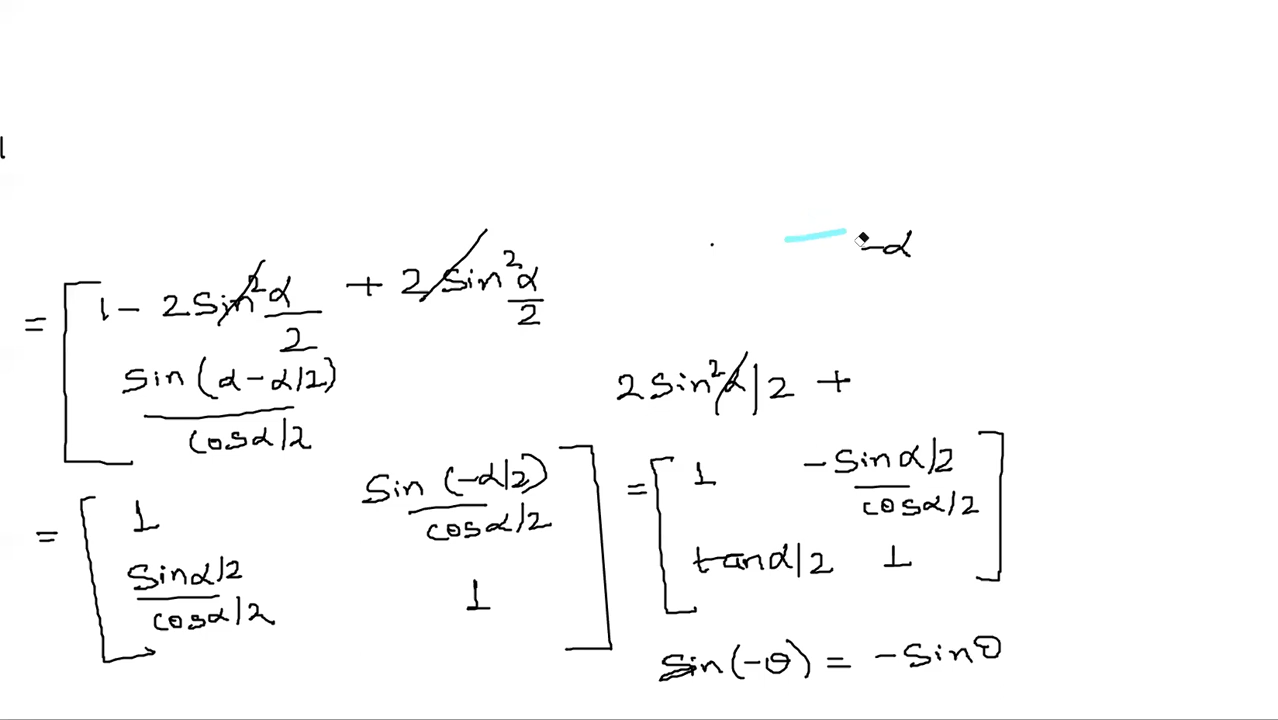 -α
= [ 1 - 2Sin²α/2 + 2Sin²α/2
Sin(α-α/2)/cosα/2
2Sin²α/2 +
= [ 1 Sin(-α/2)/cosα/2 ] = [ 1 -Sinα/2/cosα/2 ]
Sinα/2/cosα/2 1 tanα/2 1
Sin(-θ) = -Sinθ